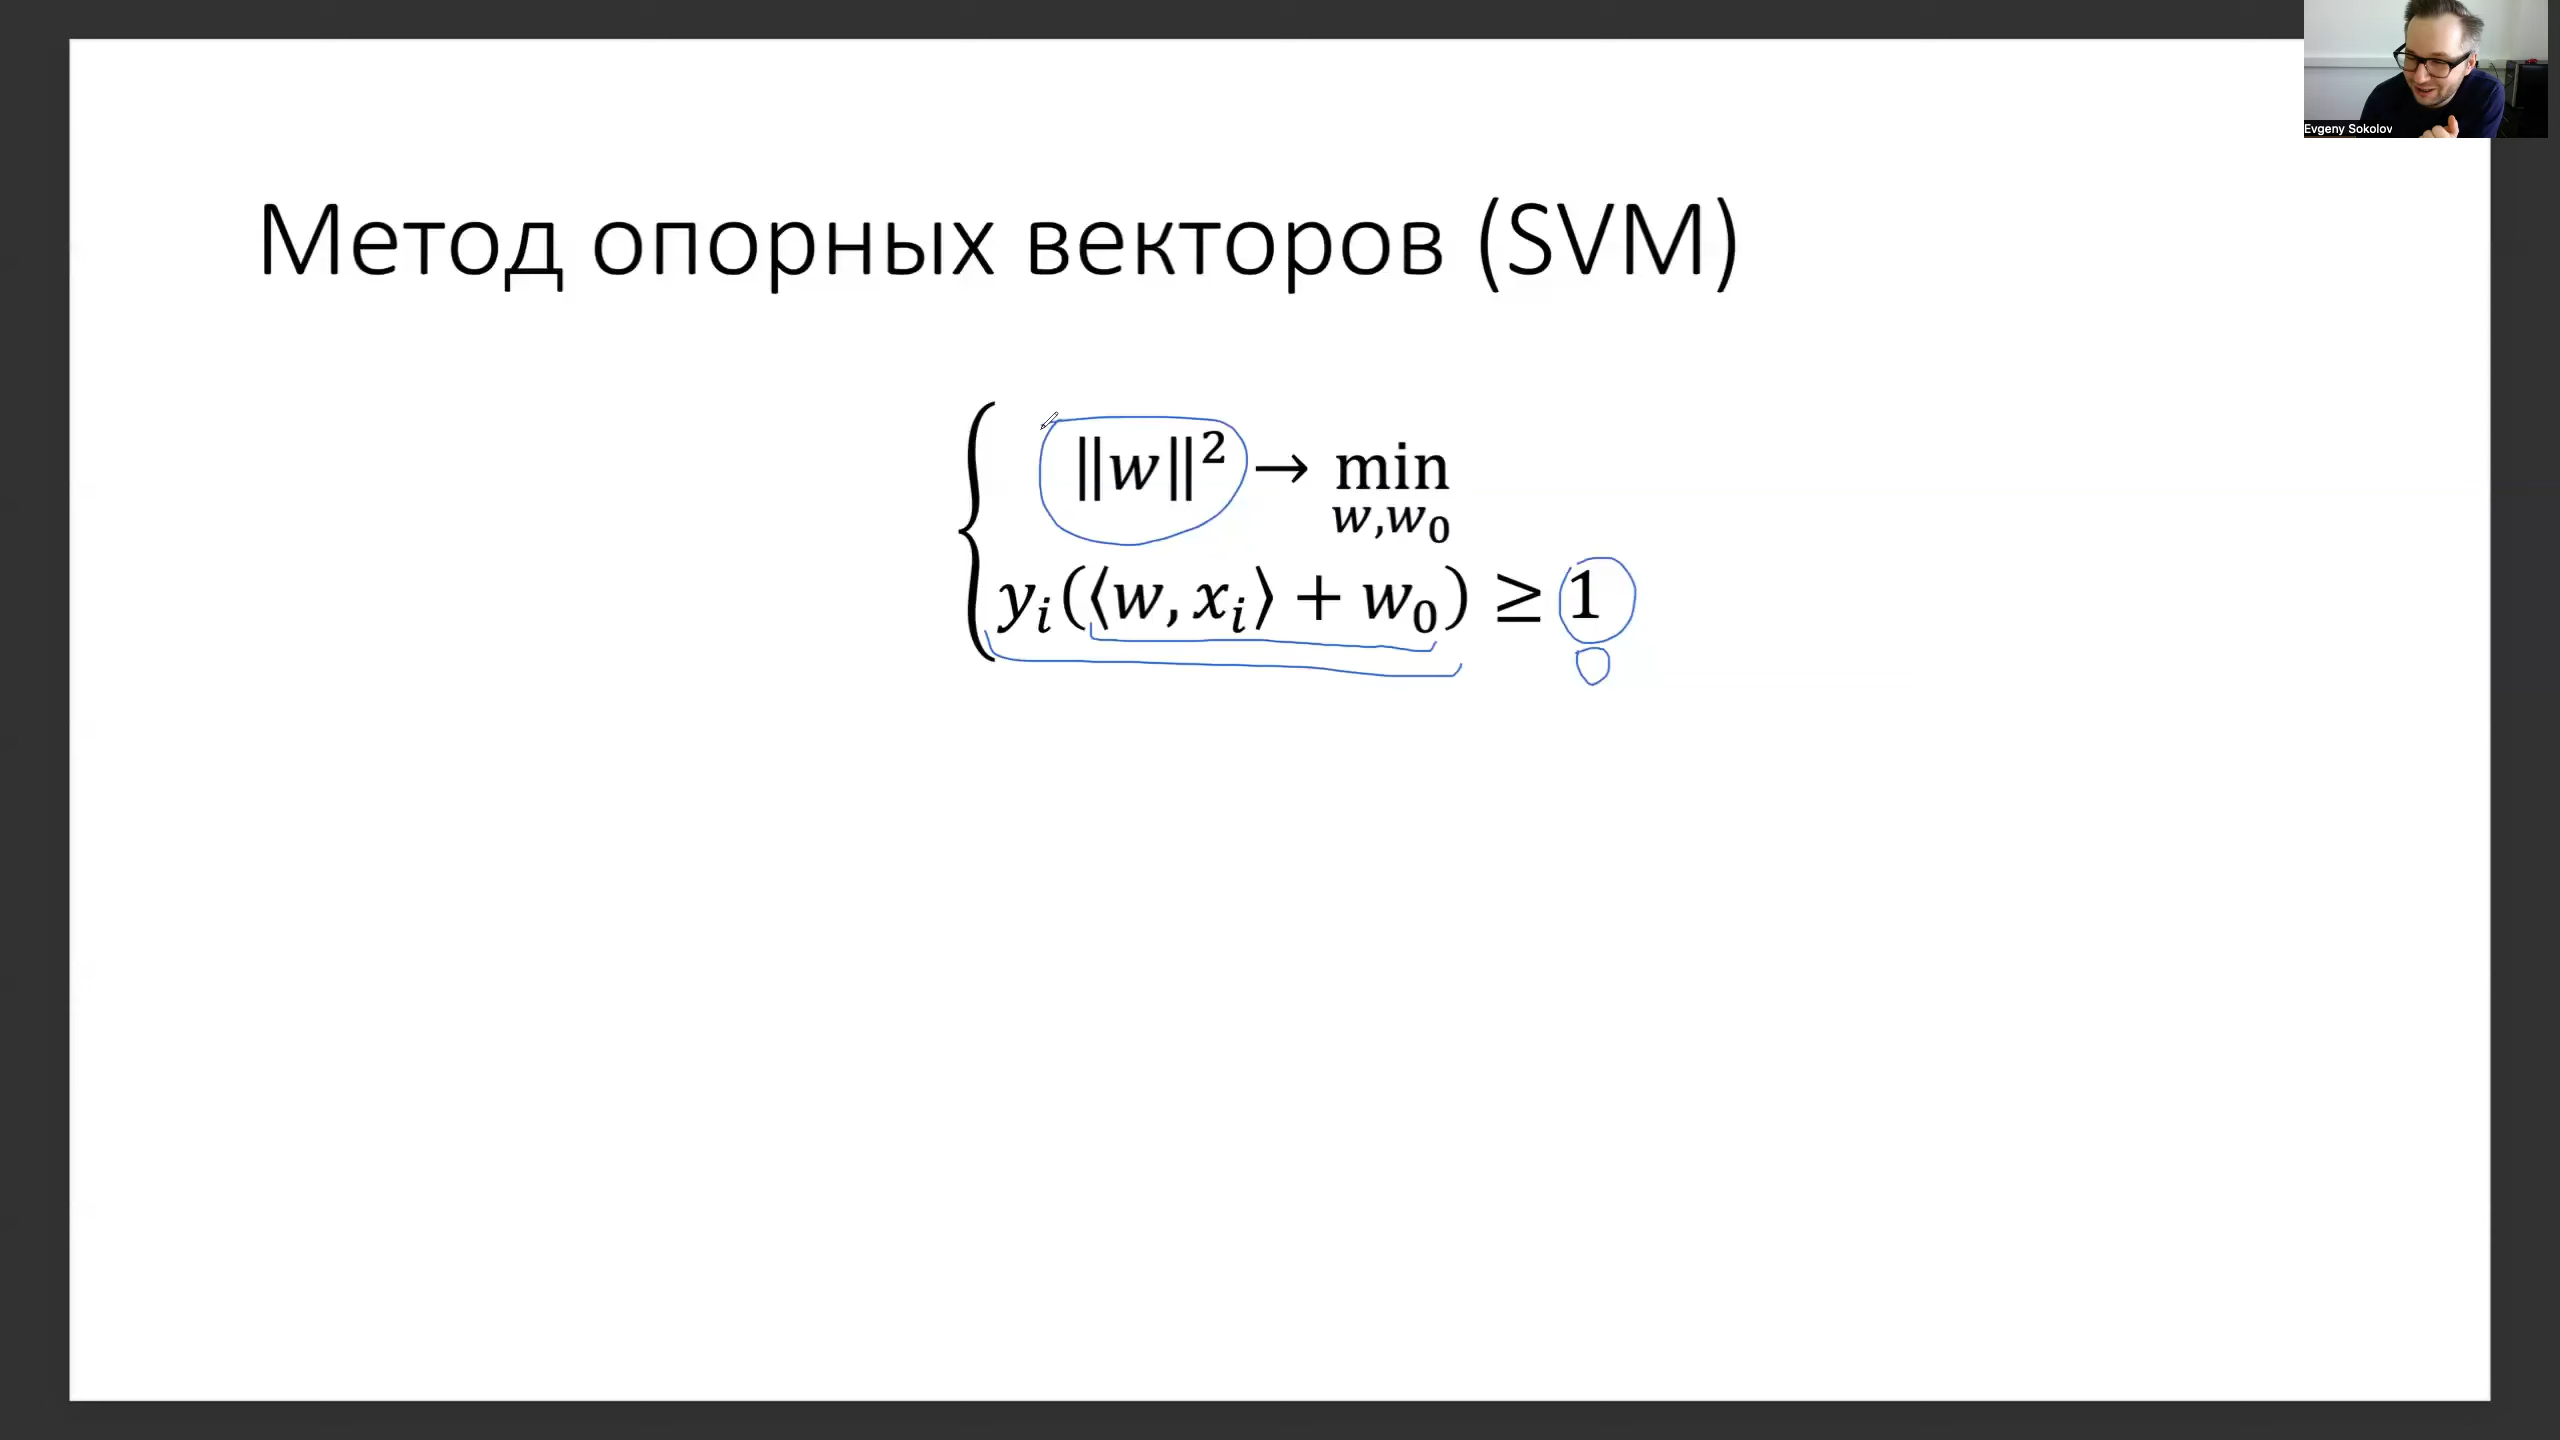 Evgeny Sokolov
Метод опорных векторов (SVM)
‖w‖² → min
w,w₀
yᵢ(⟨w, xᵢ⟩ + w₀) ≥ 1
0